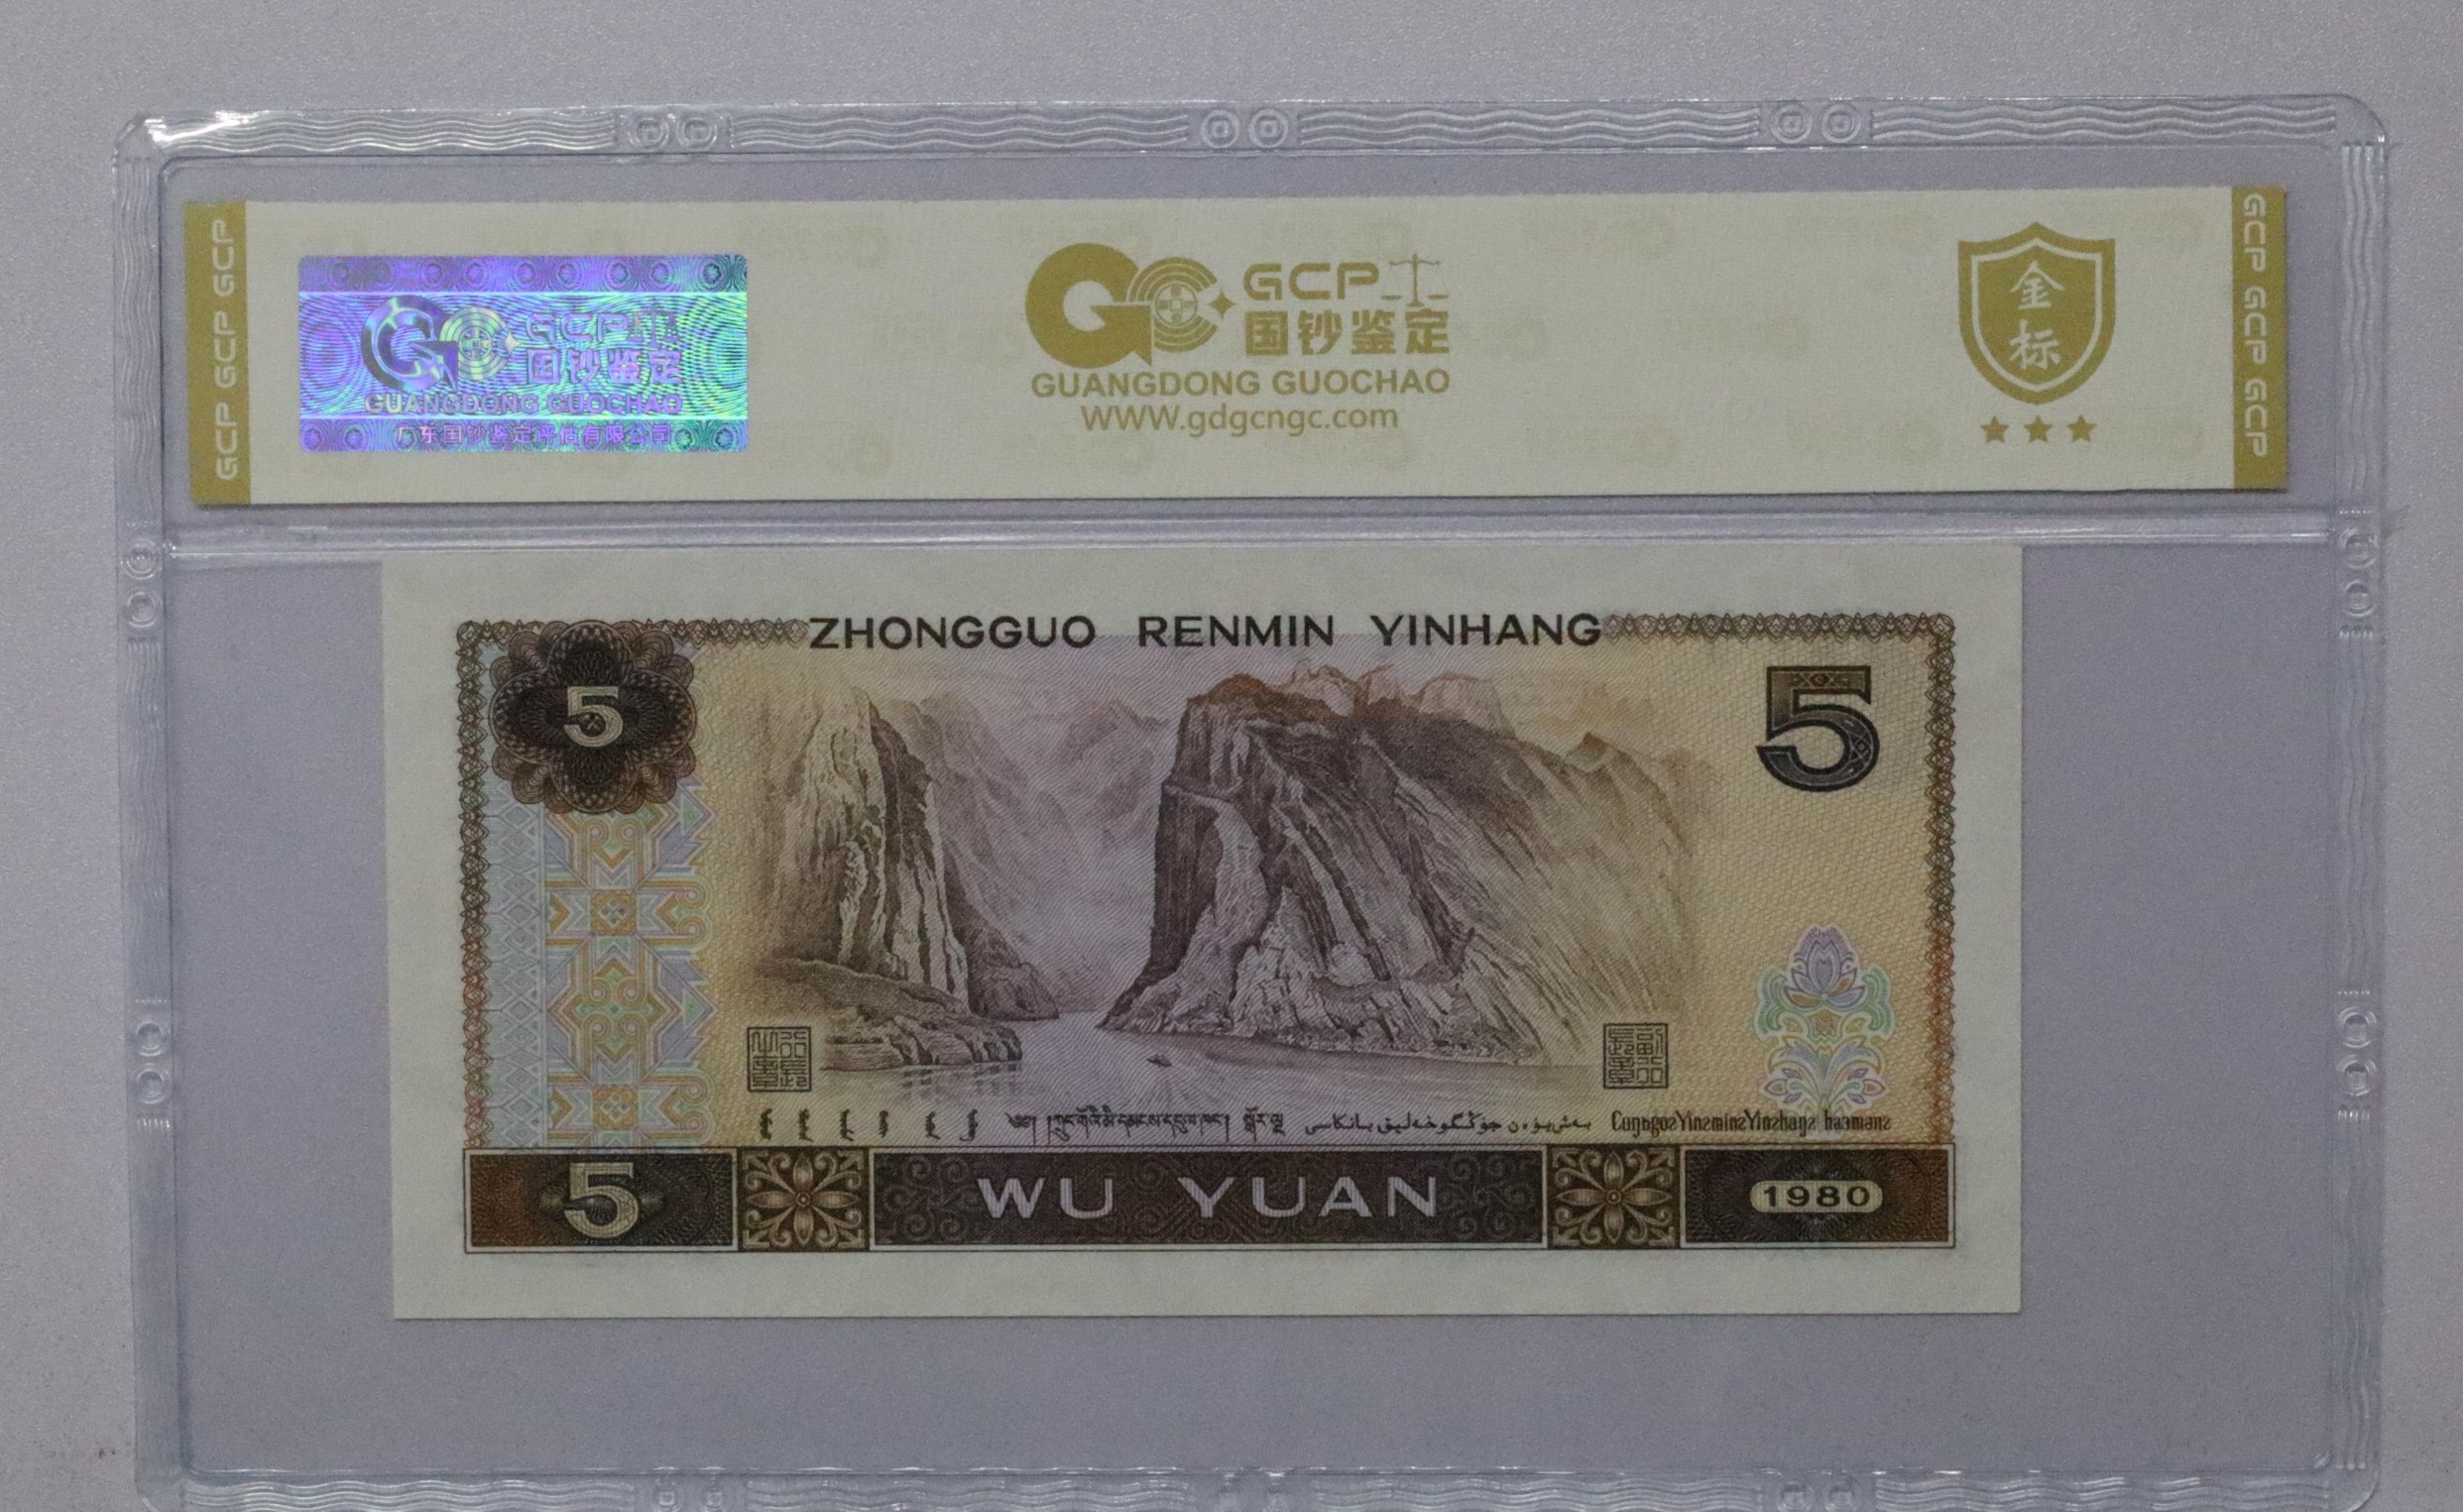 GCP GCP GCP
GCP
国钞鉴定
GUANGDONG GUOCHAO
广东国钞鉴定评估有限公司
GCP
国钞鉴定
GUANGDONG GUOCHAO
WWW.gdgcngc.com
金
标
GCP GCP GCP
ZHONGGUO RENMIN YINHANG
5
5
5
WU YUAN
1980